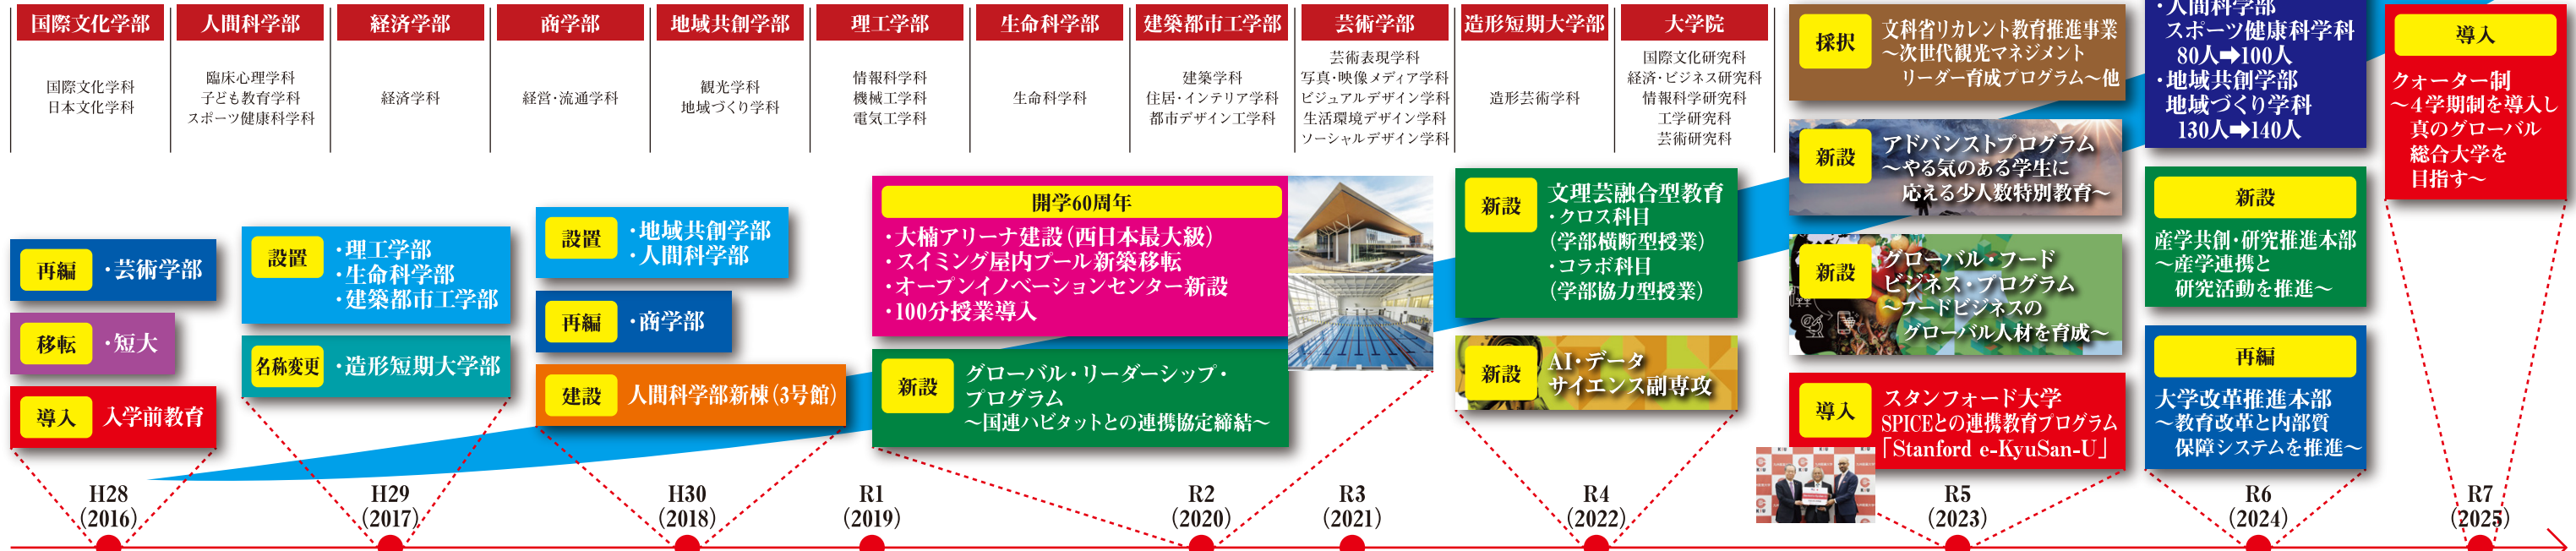 国際文化学部
国際文化学科
日本文化学科
人間科学部
臨床心理学科
子ども教育学科
スポーツ健康科学科
経済学部
経済学科
商学部
経営・流通学科
地域共創学部
観光学科
地域づくり学科
理工学部
情報科学科
機械工学科
電気工学科
生命科学部
生命科学科
建築都市工学部
建築学科
住居・インテリア学科
都市デザイン工学科
芸術学部
芸術表現学科
写真・映像メディア学科
ビジュアルデザイン学科
生活環境デザイン学科
ソーシャルデザイン学科
造形短期大学部
造形芸術学科
大学院
国際文化研究科
経済・ビジネス研究科
情報科学研究科
工学研究科
芸術研究科
再編
・芸術学部
移転
・短大
導入
入学前教育
H28
（2016）
設置
・理工学部
・生命科学部
・建築都市工学部
名称変更
・造形短期大学部
H29
（2017）
設置
・地域共創学部
・人間科学部
再編
・商学部
建設
人間科学部新棟（3号館）
H30
（2018）
R1
（2019）
開学60周年
・大楠アリーナ建設（西日本最大級）
・スイミング屋内プール新築移転
・オープンイノベーションセンター新設
・100分授業導入
新設
グローバル・リーダーシップ・
プログラム
～国連ハビタットとの連携協定締結～
R2
（2020）
R3
（2021）
新設
文理芸融合型教育
・クロス科目
（学部横断型授業）
・コラボ科目
（学部協力型授業）
新設
AI・データ
サイエンス副専攻
R4
（2022）
採択
文科省リカレント教育推進事業
～次世代観光マネジメント
リーダー育成プログラム～他
新設
アドバンストプログラム
～やる気のある学生に
応える少人数特別教育～
新設
グローバル・フード
ビジネス・プログラム
～フードビジネスの
グローバル人材を育成～
導入
スタンフォード大学
SPICEとの連携教育プログラム
「Stanford e-KyuSan-U」
R5
（2023）
・人間科学部
スポーツ健康科学科
80人➡100人
・地域共創学部
地域づくり学科
130人➡140人
新設
産学共創・研究推進本部
～産学連携と
研究活動を推進～
再編
大学改革推進本部
～教育改革と内部質
保障システムを推進～
R6
（2024）
導入
クォーター制
～４学期制を導入し
真のグローバル
総合大学を
目指す～
R7
（2025）